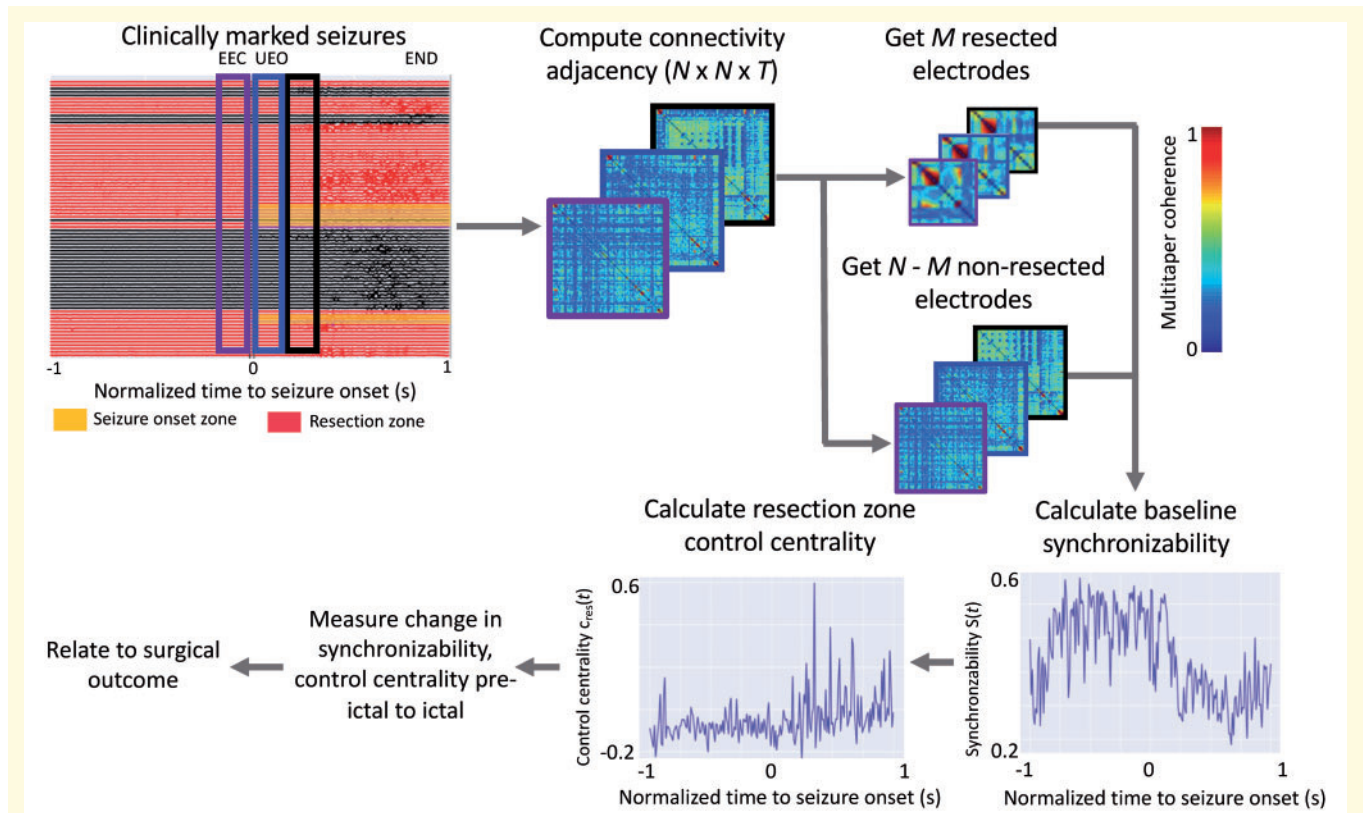 Clinically marked seizures
EEC UEO END
-1 0 1
Normalized time to seizure onset (s)
Seizure onset zone Resection zone
Compute connectivity
adjacency (N x N x T)
Get M resected
electrodes
Get N - M non-resected
electrodes
1
Multitaper coherence
0
Calculate baseline
synchronizability
0.6
Synchronzability S(t)
0.2
-1 0 1
Normalized time to seizure onset (s)
Calculate resection zone
control centrality
0.6
Control centrality cres(t)
-0.2
-1 0 1
Normalized time to seizure onset (s)
Measure change in
synchronizability,
control centrality pre-
ictal to ictal
Relate to surgical
outcome